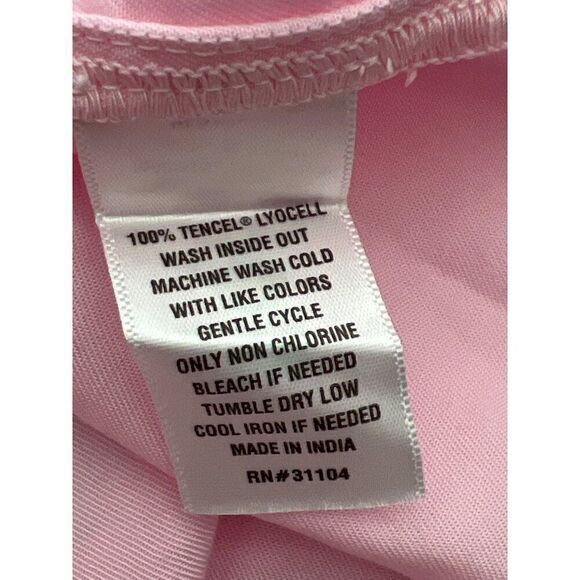 100% TENCEL® LYOCELL
WASH INSIDE OUT
MACHINE WASH COLD
WITH LIKE COLORS
GENTLE CYCLE
ONLY NON CHLORINE
BLEACH IF NEEDED
TUMBLE DRY LOW
COOL IRON IF NEEDED
MADE IN INDIA
RN#31104